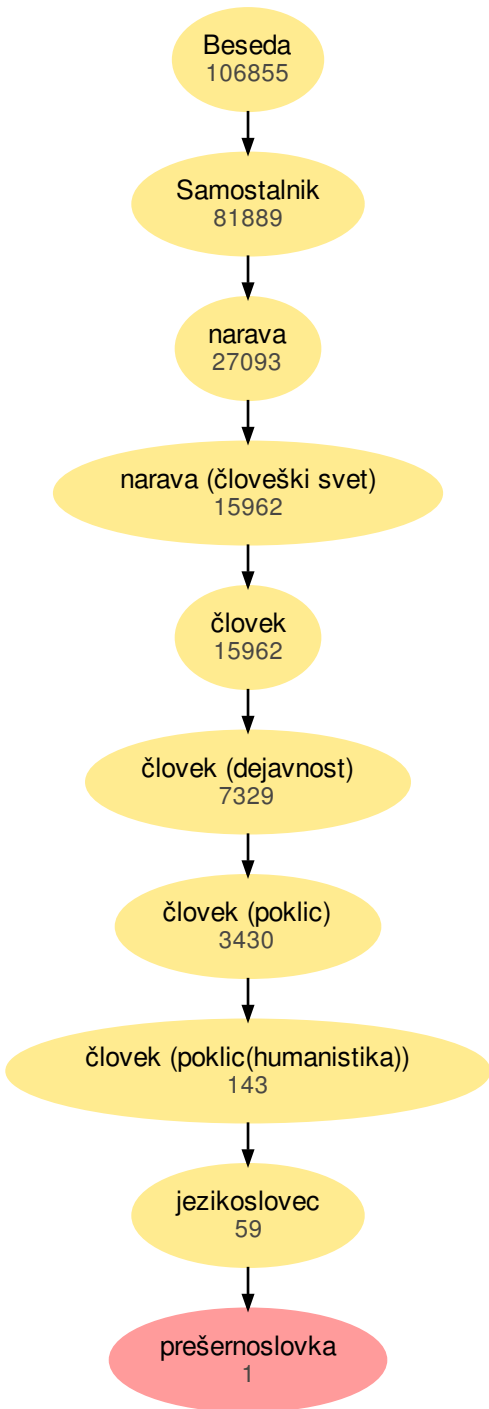 Beseda
106855
Samostalnik
81889
narava
27093
narava (človeški svet)
15962
človek
15962
človek (dejavnost)
7329
človek (poklic)
3430
človek (poklic(humanistika))
143
jezikoslovec
59
prešernoslovka
1